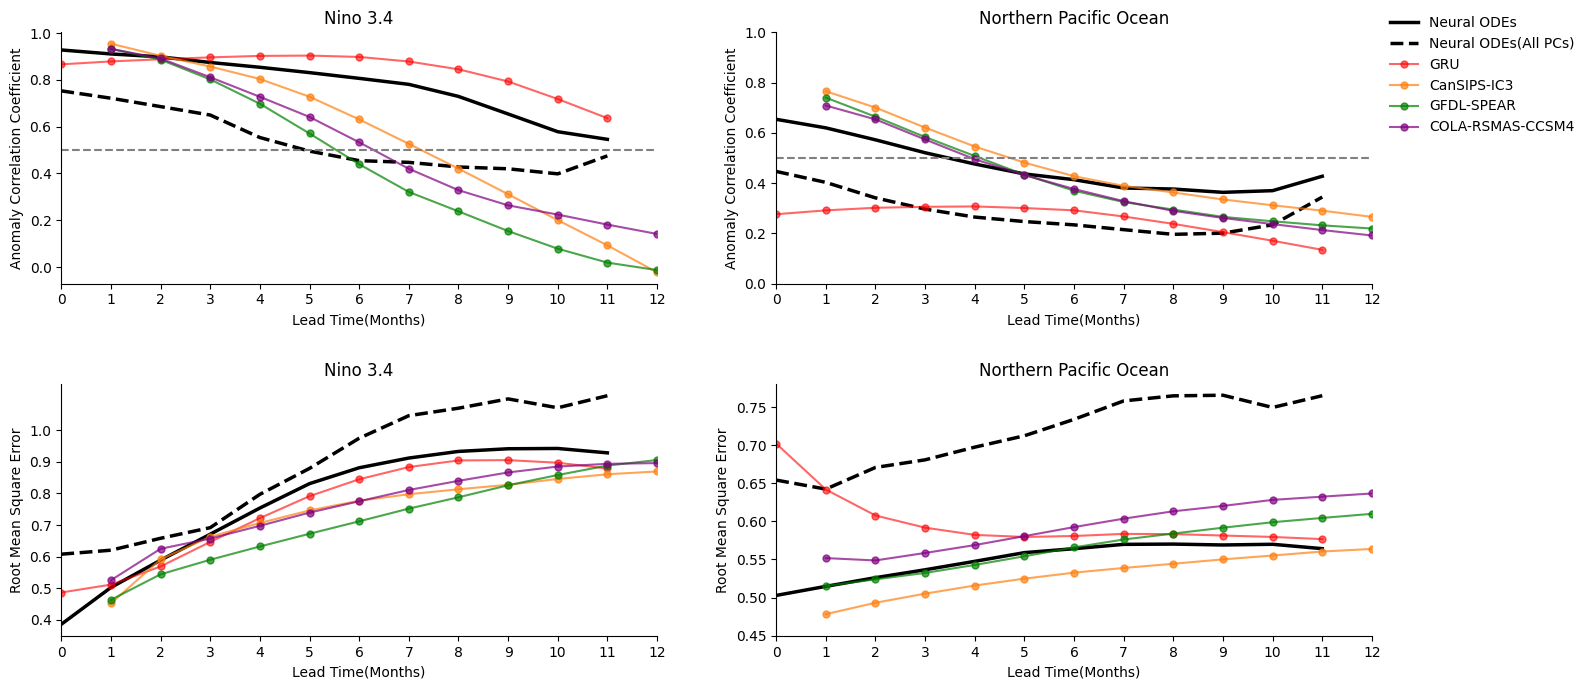 Nino 3.4
Anomaly Correlation Coefficient
1.0
0.8
0.6
0.4
0.2
0.0
0 1 2 3 4 5 6 7 8 9 10 11 12
Lead Time(Months)
Northern Pacific Ocean
Anomaly Correlation Coefficient
1.0
0.8
0.6
0.4
0.2
0.0
0 1 2 3 4 5 6 7 8 9 10 11 12
Lead Time(Months)
Neural ODEs
Neural ODEs(All PCs)
GRU
CanSIPS-IC3
GFDL-SPEAR
COLA-RSMAS-CCSM4
Nino 3.4
Root Mean Square Error
1.0
0.9
0.8
0.7
0.6
0.5
0.4
0 1 2 3 4 5 6 7 8 9 10 11 12
Lead Time(Months)
Northern Pacific Ocean
Root Mean Square Error
0.75
0.70
0.65
0.60
0.55
0.50
0.45
0 1 2 3 4 5 6 7 8 9 10 11 12
Lead Time(Months)